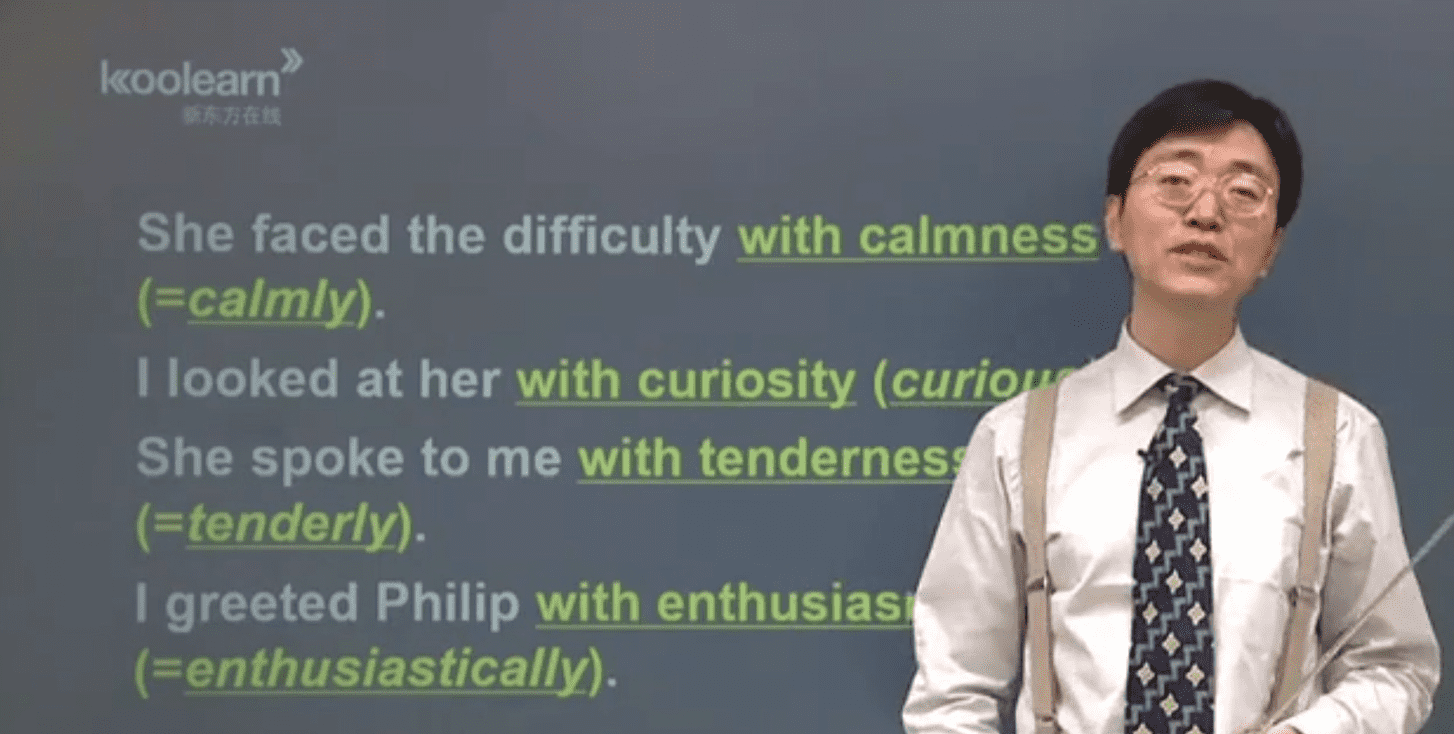 koolearn
新东方在线
She faced the difficulty with calmness
(=calmly).
I looked at her with curiosity (
She spoke to me with tenderness
(=tenderly).
I greeted Philip with
(=enthusiastically).